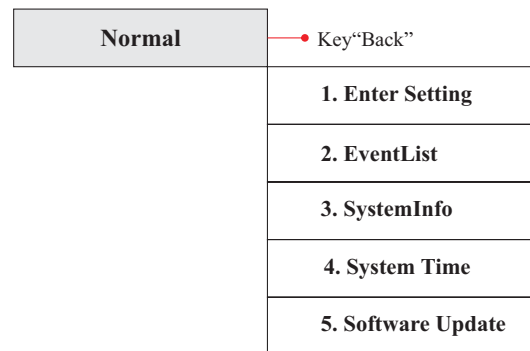 Normal
Key“Back”
1. Enter Setting
2. EventList
3. SystemInfo
4. System Time
5. Software Update